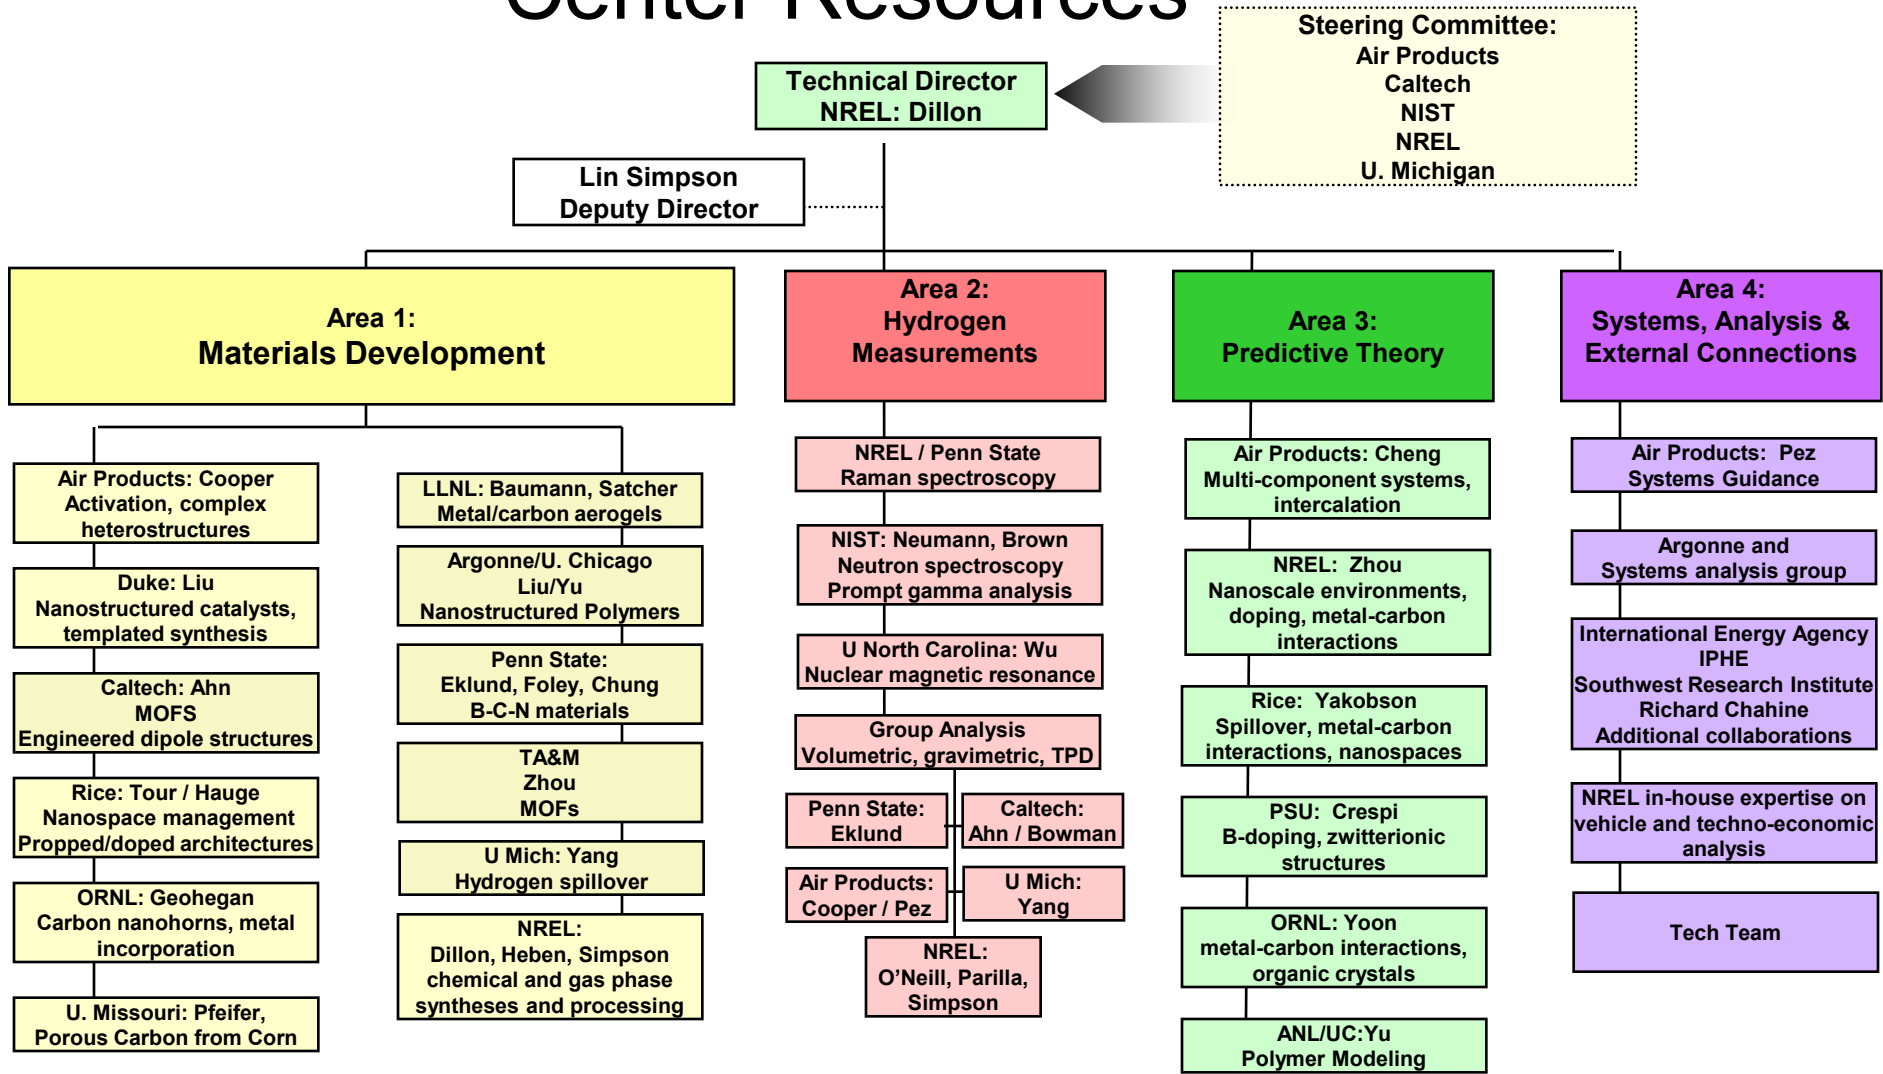 Center Resources
Steering Committee:
Air Products
Caltech
NIST
NREL
U. Michigan
Technical Director
NREL: Dillon
Lin Simpson
Deputy Director
Area 1:
Materials Development
Air Products: Cooper
Activation, complex
heterostructures
Duke: Liu
Nanostructured catalysts,
templated synthesis
Caltech: Ahn
MOFS
Engineered dipole structures
Rice: Tour / Hauge
Nanospace management
Propped/doped architectures
ORNL: Geohegan
Carbon nanohorns, metal
incorporation
U. Missouri: Pfeifer,
Porous Carbon from Corn
LLNL: Baumann, Satcher
Metal/carbon aerogels
Argonne/U. Chicago
Liu/Yu
Nanostructured Polymers
Penn State:
Eklund, Foley, Chung
B-C-N materials
TA&M
Zhou
MOFs
U Mich: Yang
Hydrogen spillover
NREL:
Dillon, Heben, Simpson
chemical and gas phase
syntheses and processing
Area 2:
Hydrogen
Measurements
NREL / Penn State
Raman spectroscopy
NIST: Neumann, Brown
Neutron spectroscopy
Prompt gamma analysis
U North Carolina: Wu
Nuclear magnetic resonance
Group Analysis
Volumetric, gravimetric, TPD
Penn State:
Eklund
Caltech:
Ahn / Bowman
Air Products:
Cooper / Pez
U Mich:
Yang
NREL:
O’Neill, Parilla,
Simpson
Area 3:
Predictive Theory
Air Products: Cheng
Multi-component systems,
intercalation
NREL: Zhou
Nanoscale environments,
doping, metal-carbon
interactions
Rice: Yakobson
Spillover, metal-carbon
interactions, nanospaces
PSU: Crespi
B-doping, zwitterionic
structures
ORNL: Yoon
metal-carbon interactions,
organic crystals
ANL/UC:Yu
Polymer Modeling
Area 4:
Systems, Analysis &
External Connections
Air Products: Pez
Systems Guidance
Argonne and
Systems analysis group
International Energy Agency
IPHE
Southwest Research Institute
Richard Chahine
Additional collaborations
NREL in-house expertise on
vehicle and techno-economic
analysis
Tech Team